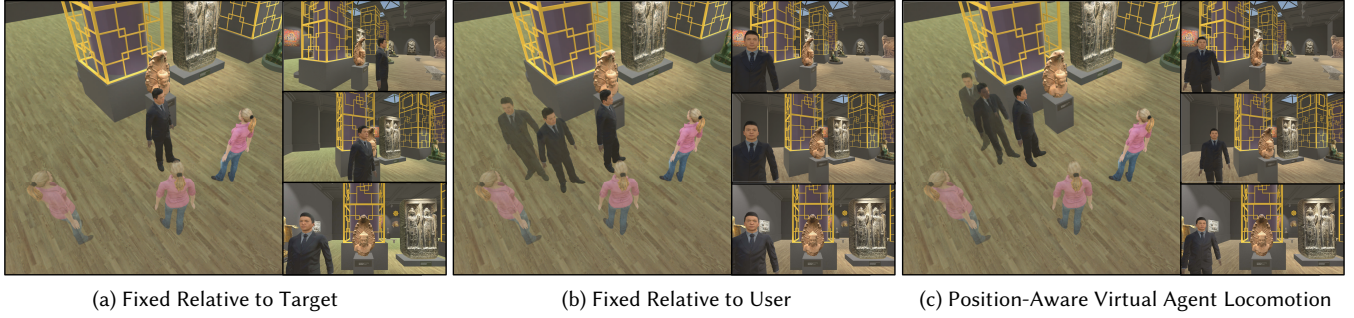 (a) Fixed Relative to Target
(b) Fixed Relative to User
(c) Position-Aware Virtual Agent Locomotion